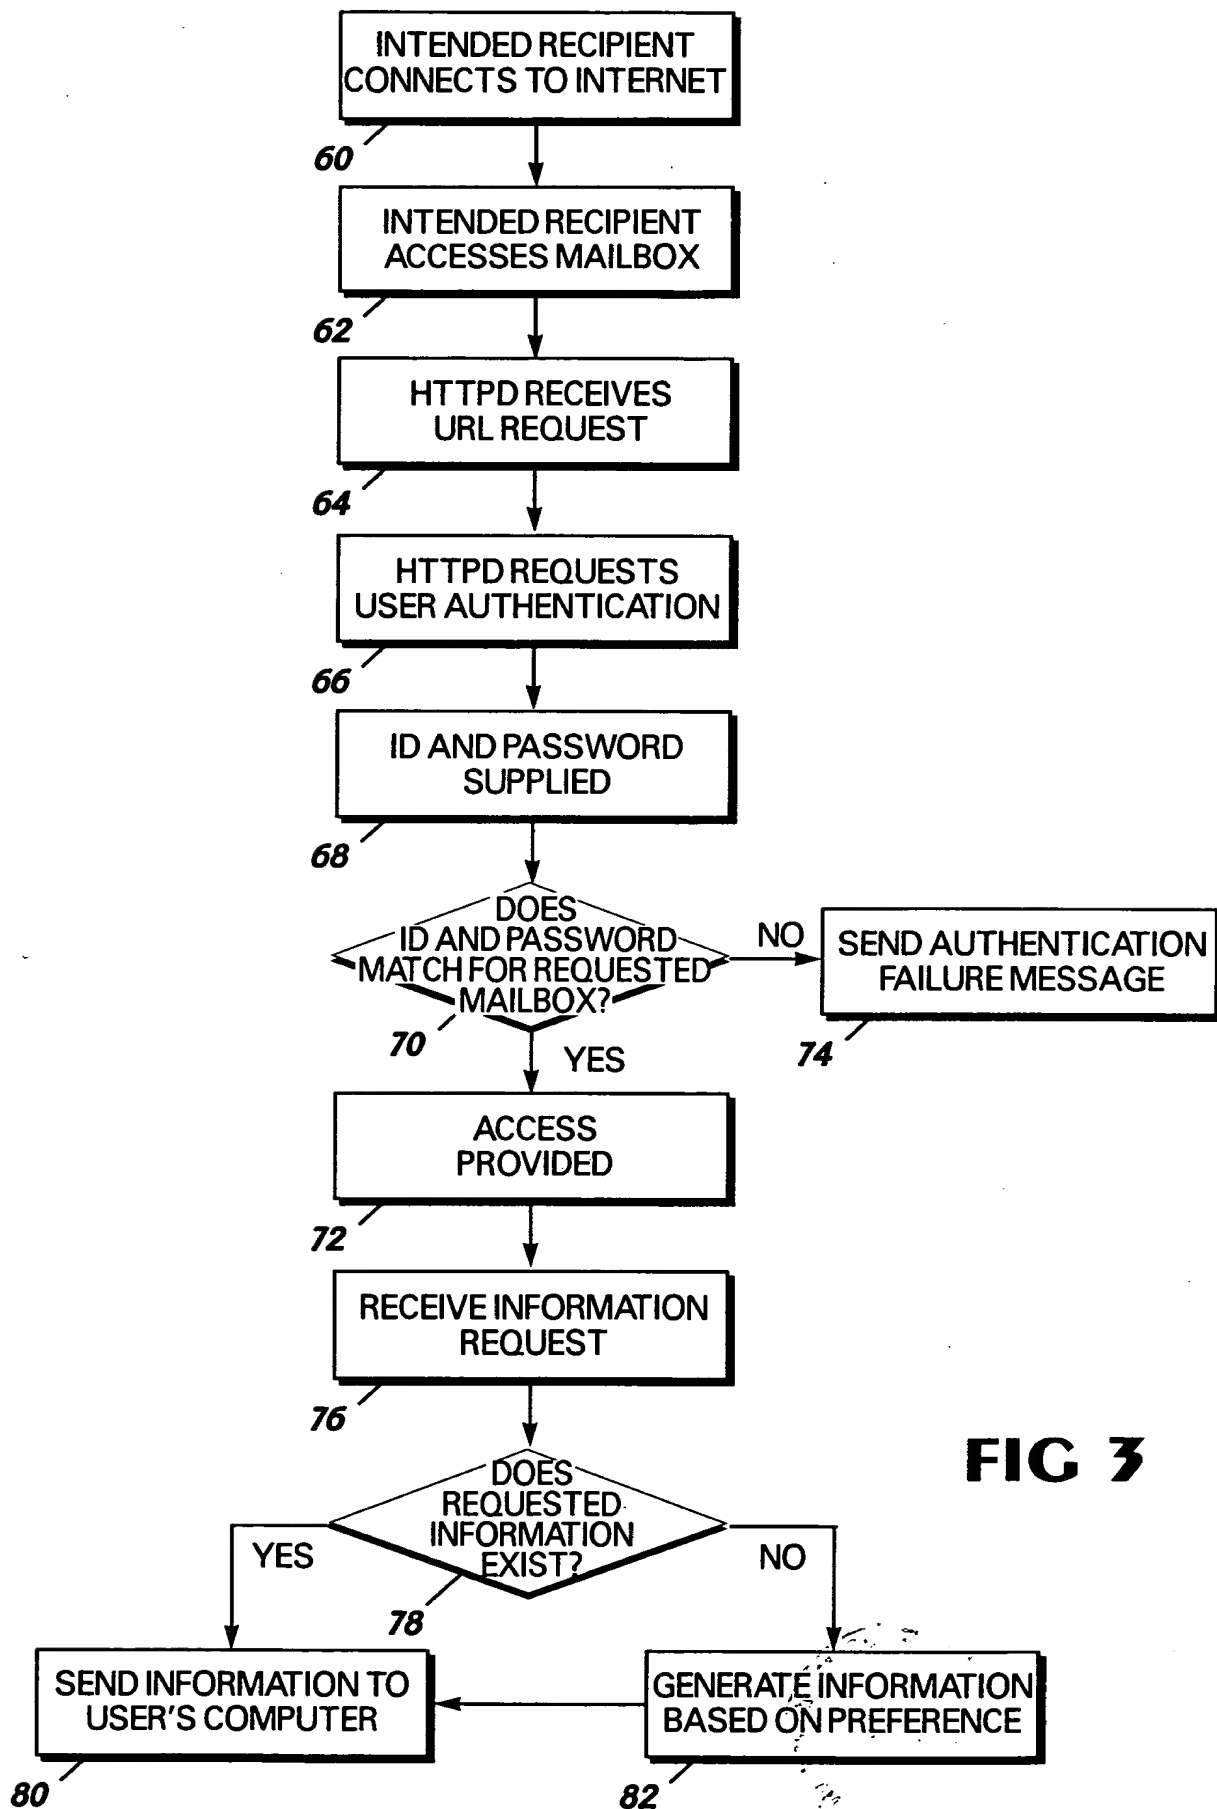 INTENDED RECIPIENT
CONNECTS TO INTERNET
60
INTENDED RECIPIENT
ACCESSES MAILBOX
62
HTTPD RECEIVES
URL REQUEST
64
HTTPD REQUESTS
USER AUTHENTICATION
66
ID AND PASSWORD
SUPPLIED
68
DOES
ID AND PASSWORD
MATCH FOR REQUESTED
MAILBOX?
70
NO
SEND AUTHENTICATION
FAILURE MESSAGE
74
YES
ACCESS
PROVIDED
72
RECEIVE INFORMATION
REQUEST
76
FIG 3
DOES
REQUESTED
INFORMATION
EXIST?
78
YES
NO
SEND INFORMATION TO
USER'S COMPUTER
80
GENERATE INFORMATION
BASED ON PREFERENCE
82